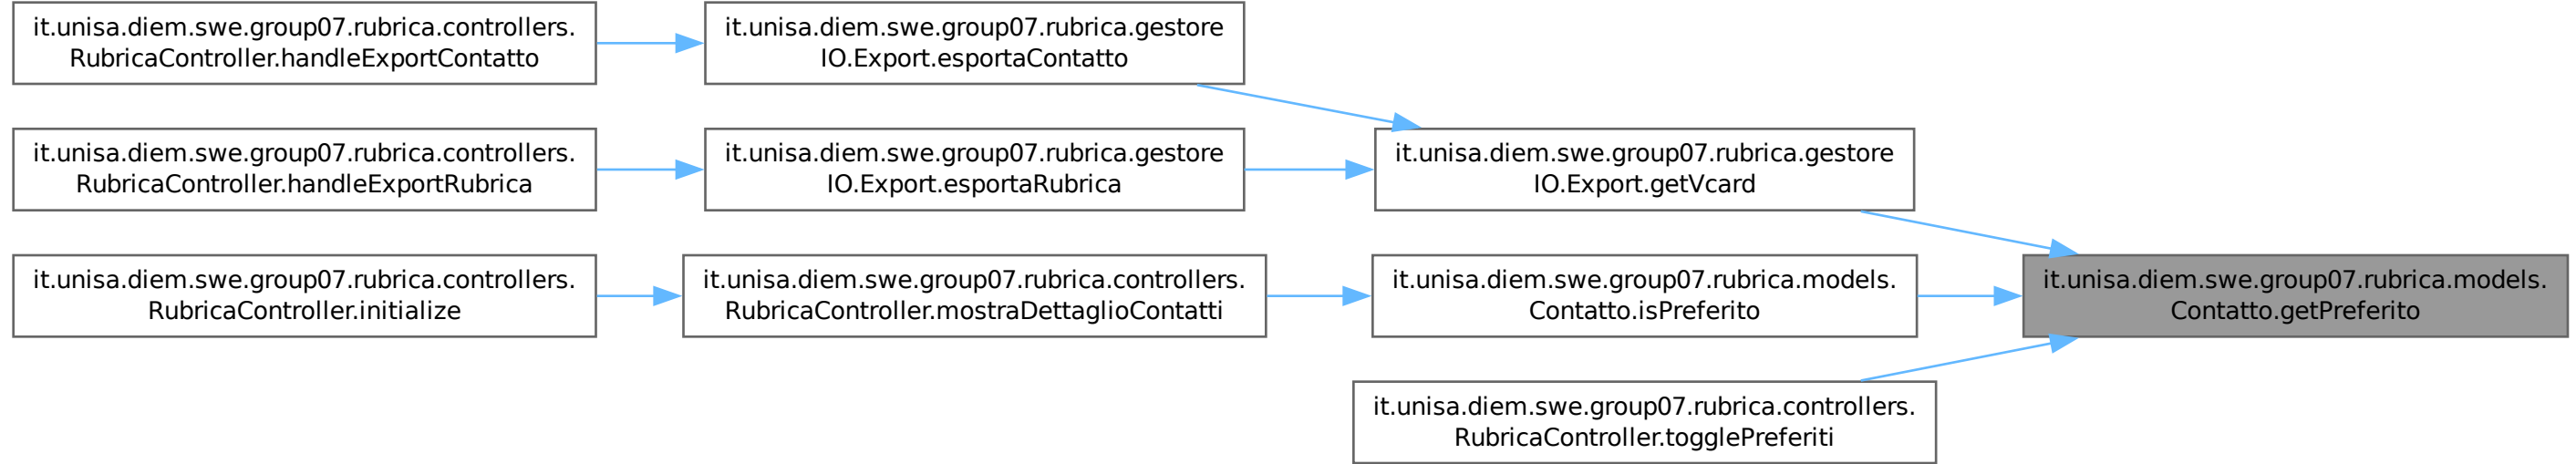 it.unisa.diem.swe.group07.rubrica.controllers.
RubricaController.handleExportContatto
it.unisa.diem.swe.group07.rubrica.gestore
IO.Export.esportaContatto
it.unisa.diem.swe.group07.rubrica.controllers.
RubricaController.handleExportRubrica
it.unisa.diem.swe.group07.rubrica.gestore
IO.Export.esportaRubrica
it.unisa.diem.swe.group07.rubrica.gestore
IO.Export.getVcard
it.unisa.diem.swe.group07.rubrica.controllers.
RubricaController.initialize
it.unisa.diem.swe.group07.rubrica.controllers.
RubricaController.mostraDettaglioContatti
it.unisa.diem.swe.group07.rubrica.models.
Contatto.isPreferito
it.unisa.diem.swe.group07.rubrica.models.
Contatto.getPreferito
it.unisa.diem.swe.group07.rubrica.controllers.
RubricaController.togglePreferiti